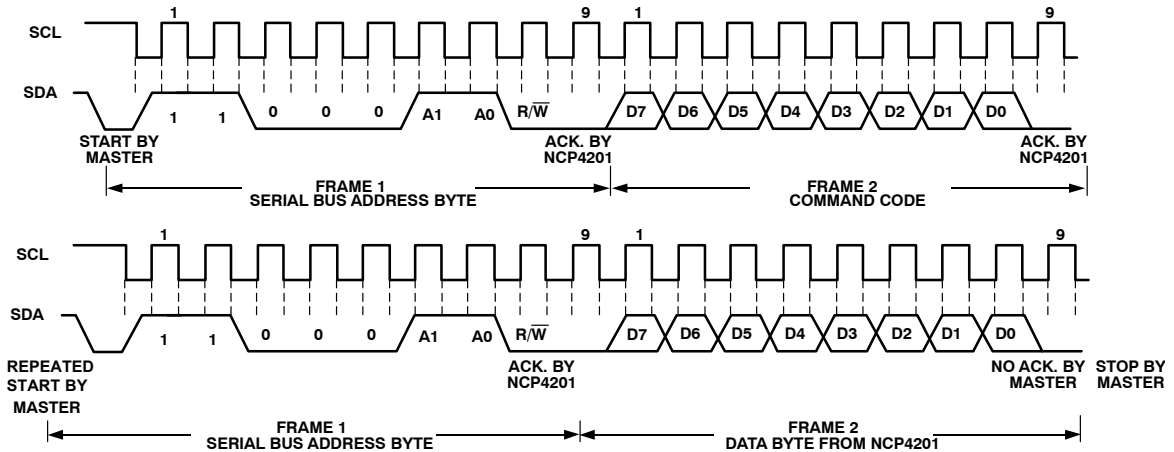 1 9 1 9
SCL
SDA
1 1 0 0 0 A1 A0 R/W̅ D7 D6 D5 D4 D3 D2 D1 D0
START BY MASTER
ACK. BY NCP4201
ACK. BY NCP4201
FRAME 1
SERIAL BUS ADDRESS BYTE
FRAME 2
COMMAND CODE
1 9 1 9
SCL
SDA
1 1 0 0 0 A1 A0 R/W̅ D7 D6 D5 D4 D3 D2 D1 D0
REPEATED
START BY
MASTER
ACK. BY
NCP4201
NO ACK. BY
MASTER
STOP BY
MASTER
FRAME 1
SERIAL BUS ADDRESS BYTE
FRAME 2
DATA BYTE FROM NCP4201